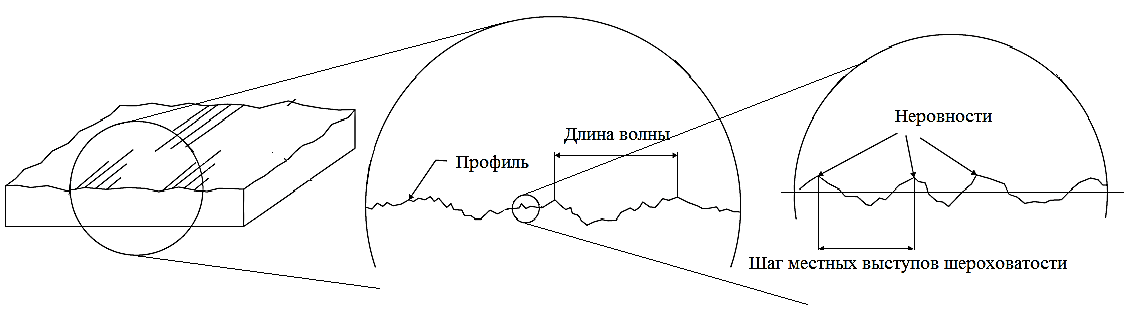 Профиль
Длина волны
Неровности
Шаг местных выступов шероховатости